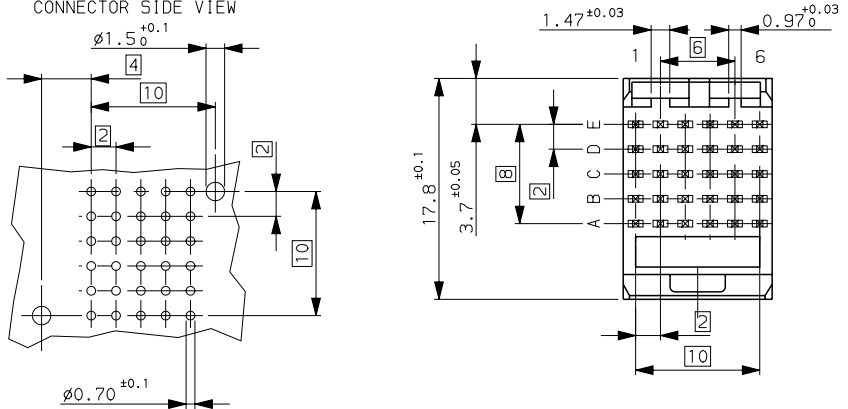 CONNECTOR SIDE VIEW
ø1.5 +0.1 0
4
10
2
2
10
ø0.70 ±0.1
1.47 ±0.03
0.97 +0.03 0
1
6
6
E
D
C
B
A
17.8 ±0.1
3.7 ±0.05
8
2
2
10